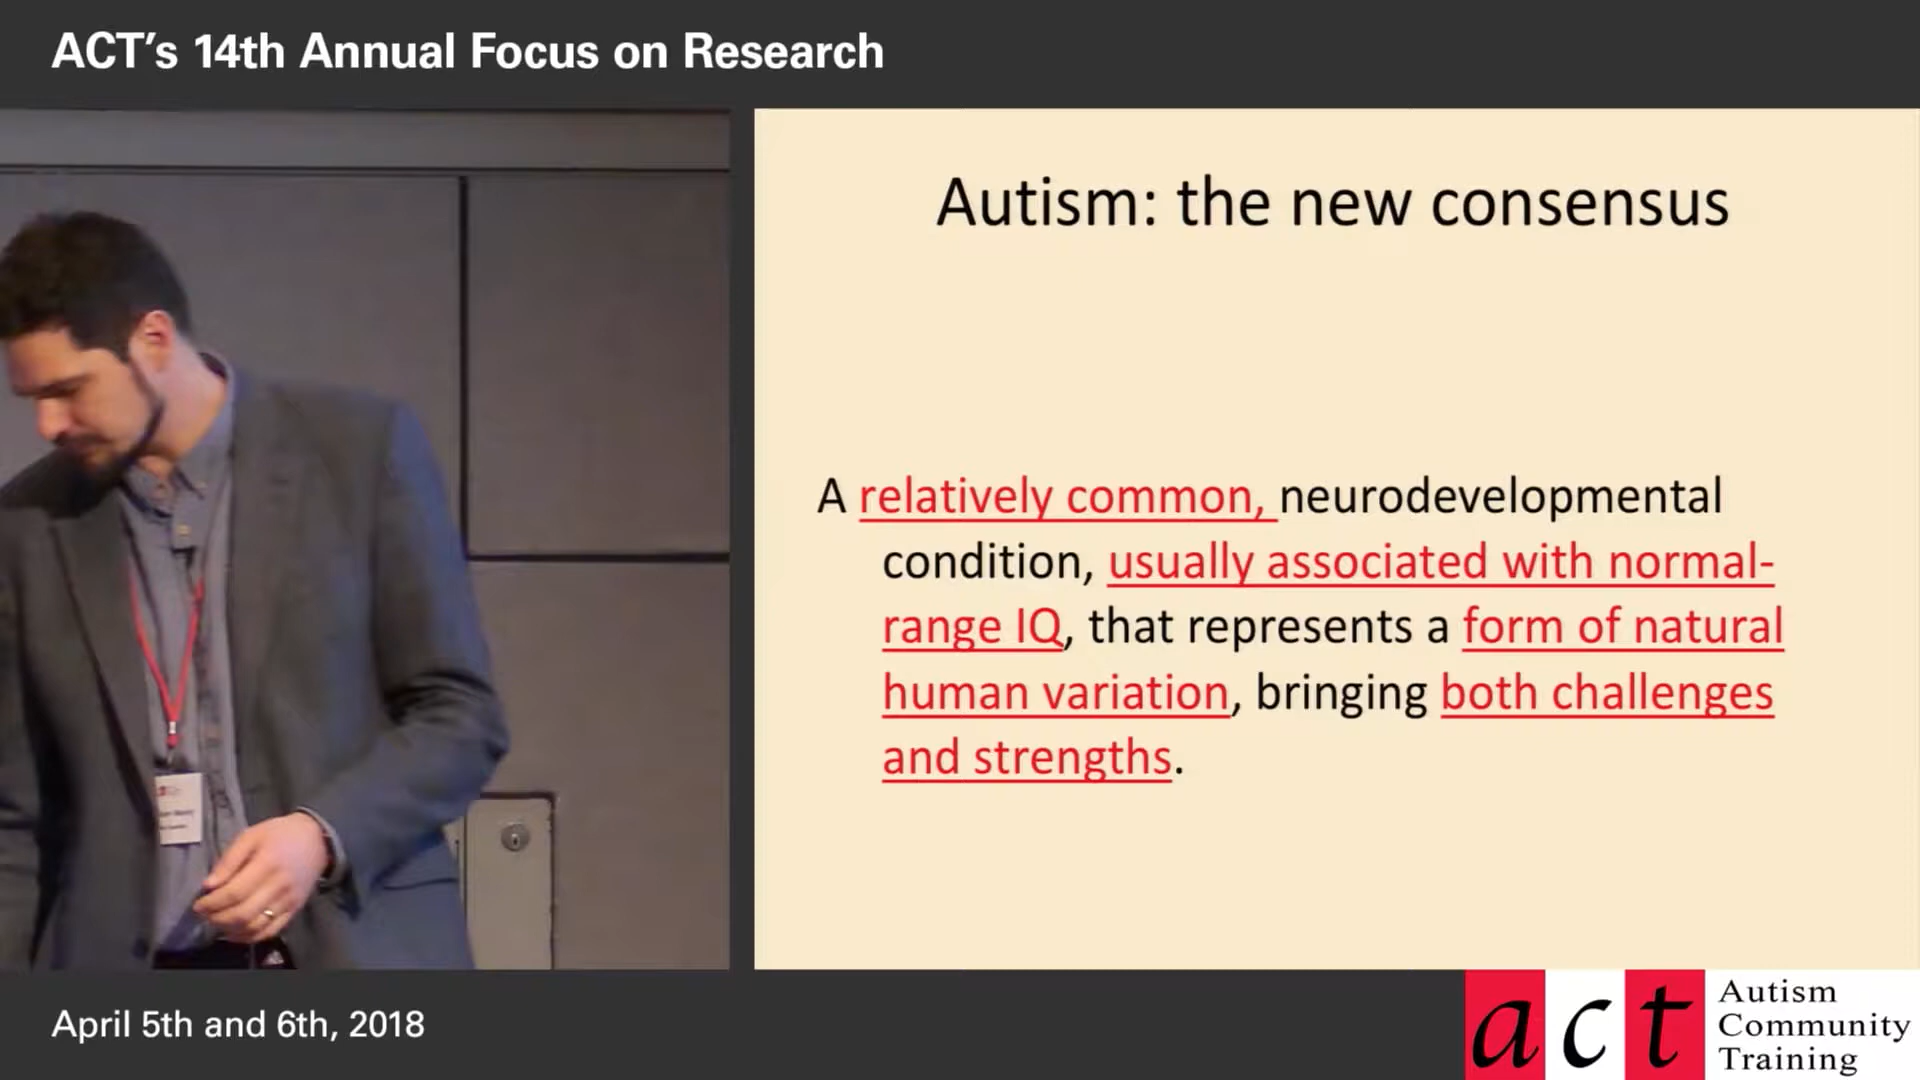 ACT's 14th Annual Focus on Research
Autism: the new consensus
A relatively common, neurodevelopmental
condition, usually associated with normal-
range IQ, that represents a form of natural
human variation, bringing both challenges
and strengths.
April 5th and 6th, 2018
act
Autism
Community
Training